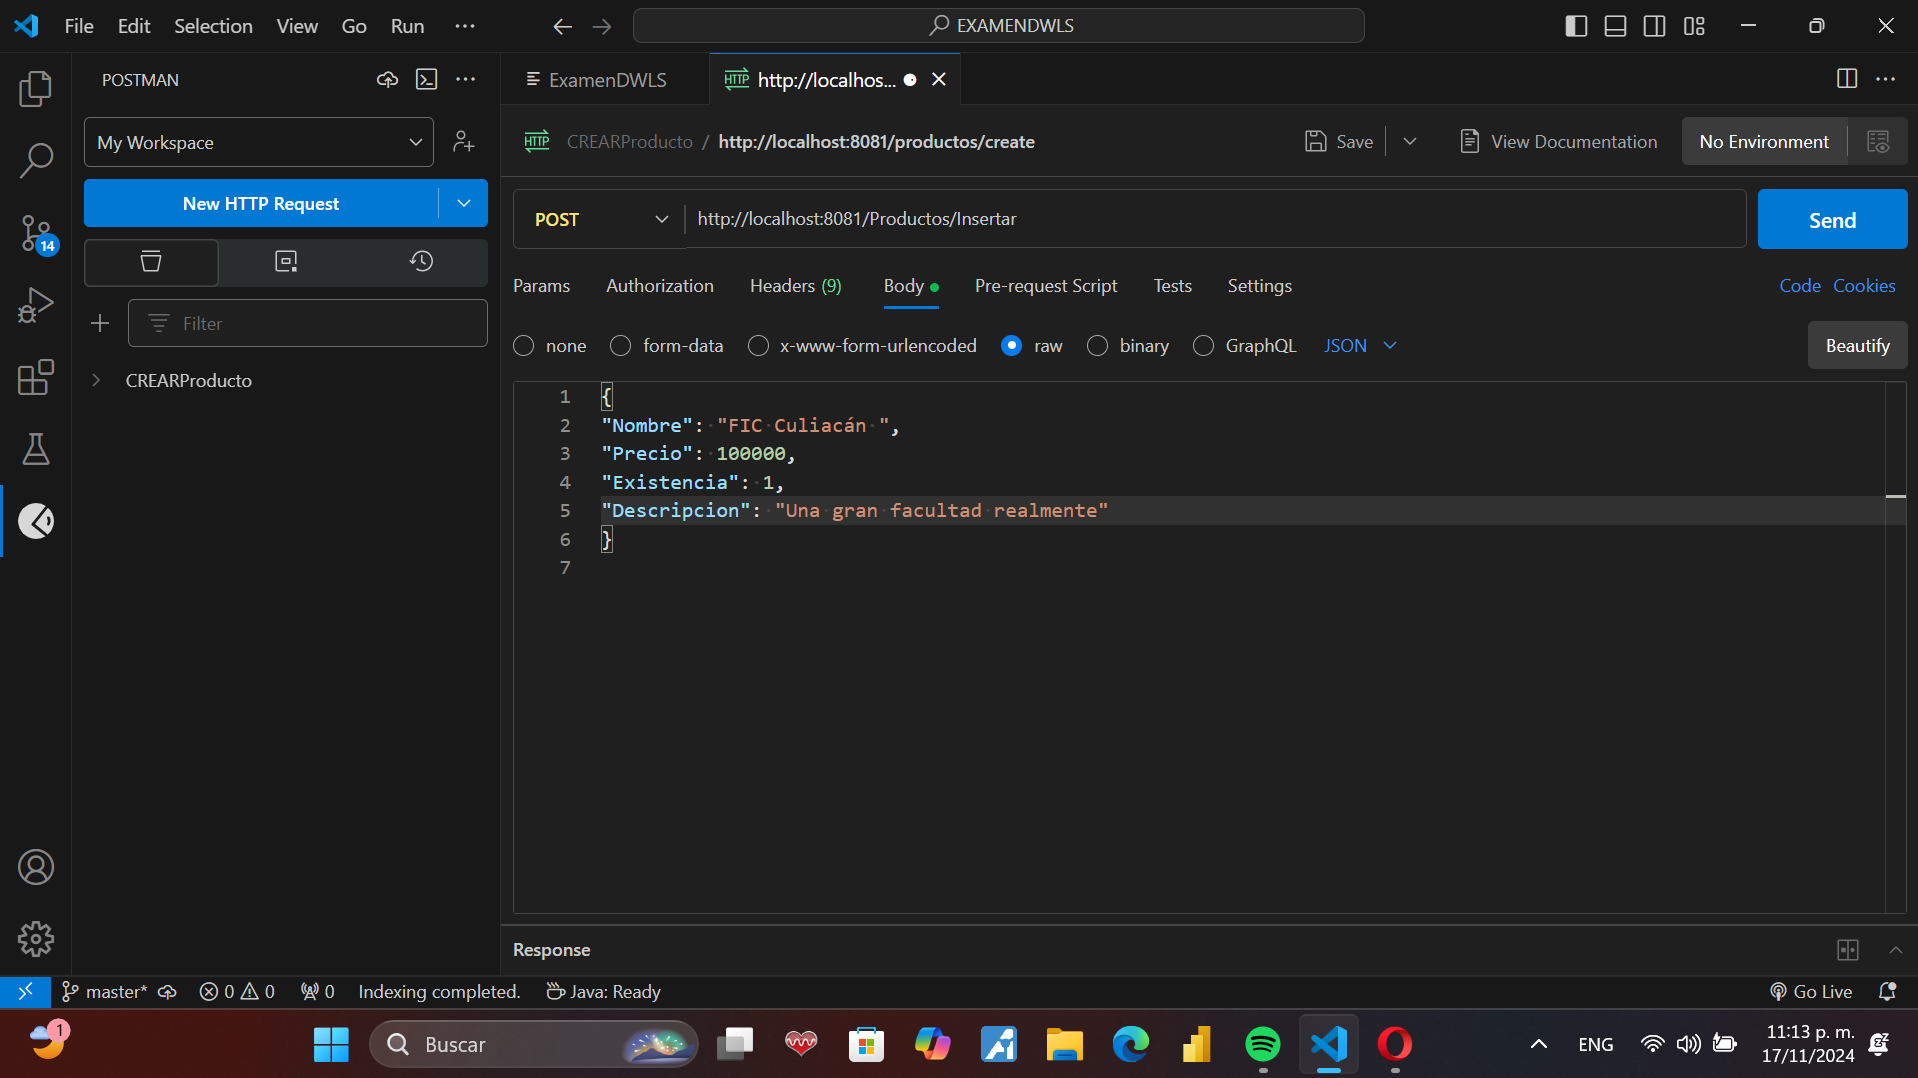 File Edit Selection View Go Run ···
EXAMENDWLS
POSTMAN
ExamenDWLS
HTTP http://localhos...
My Workspace
HTTP CREARProducto / http://localhost:8081/productos/create
Save
View Documentation
No Environment
New HTTP Request
POST
http://localhost:8081/Productos/Insertar
Send
14
Params Authorization Headers (9) Body Pre-request Script Tests Settings
Code Cookies
Filter
none form-data x-www-form-urlencoded raw binary GraphQL JSON
Beautify
CREARProducto
1 {
2 "Nombre": "FIC Culiacán ",
3 "Precio": 100000,
4 "Existencia": 1,
5 "Descripcion": "Una gran facultad realmente"
6 }
7
Response
master* 0 0 0 Indexing completed. Java: Ready
Go Live
1
Buscar
ENG
11:13 p. m.
17/11/2024